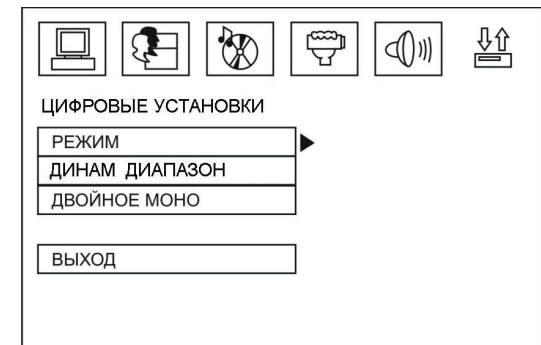 ЦИФРОВЫЕ УСТАНОВКИ
РЕЖИМ
ДИНАМ ДИАПАЗОН
ДВОЙНОЕ МОНО
ВЫХОД